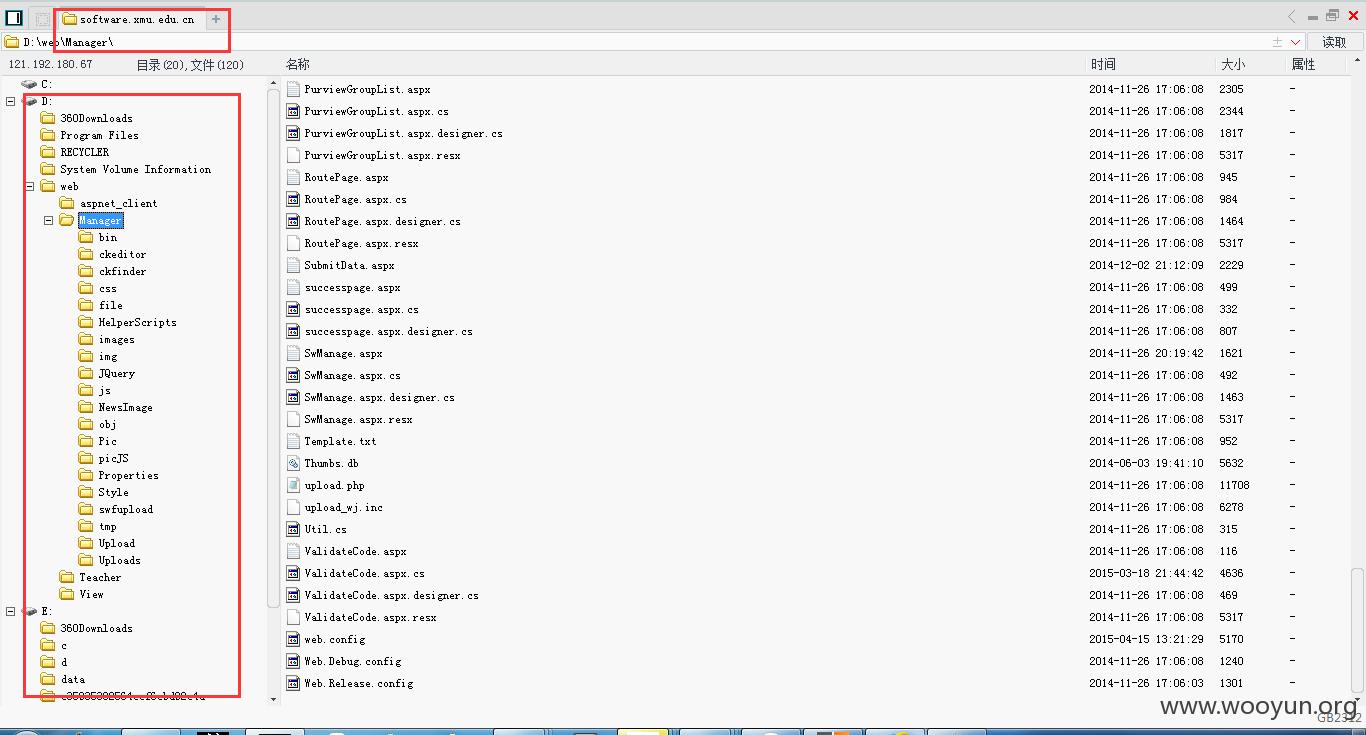 software.xmu.edu.cn +
D:\web\Manager\ 读取
121.192.180.67 目录(20),文件(120) 名称 时间 大小 属性
C:
D:
360Downloads
Program Files
RECYCLER
System Volume Information
web
aspnet_client
Manager
bin
ckeditor
ckfinder
css
file
HelperScripts
images
img
JQuery
js
NewsImage
obj
Pic
picJS
Properties
Style
swfupload
tmp
Upload
Uploads
Teacher
View
E:
360Downloads
c
d
data
PurviewGroupList.aspx 2014-11-26 17:06:08 2305 -
PurviewGroupList.aspx.cs 2014-11-26 17:06:08 2344 -
PurviewGroupList.aspx.designer.cs 2014-11-26 17:06:08 1817 -
PurviewGroupList.aspx.resx 2014-11-26 17:06:08 5317 -
RoutePage.aspx 2014-11-26 17:06:08 945 -
RoutePage.aspx.cs 2014-11-26 17:06:08 984 -
RoutePage.aspx.designer.cs 2014-11-26 17:06:08 1464 -
RoutePage.aspx.resx 2014-11-26 17:06:08 5317 -
SubmitData.aspx 2014-12-02 21:12:09 2229 -
successpage.aspx 2014-11-26 17:06:08 499 -
successpage.aspx.cs 2014-11-26 17:06:08 332 -
successpage.aspx.designer.cs 2014-11-26 17:06:08 807 -
SwManage.aspx 2014-11-26 20:19:42 1621 -
SwManage.aspx.cs 2014-11-26 17:06:08 492 -
SwManage.aspx.designer.cs 2014-11-26 17:06:08 1463 -
SwManage.aspx.resx 2014-11-26 17:06:08 5317 -
Template.txt 2014-11-26 17:06:08 952 -
Thumbs.db 2014-06-03 19:41:10 5632 -
upload.php 2014-11-26 17:06:08 11708 -
upload_wj.inc 2014-11-26 17:06:08 6278 -
Util.cs 2014-11-26 17:06:08 315 -
ValidateCode.aspx 2014-11-26 17:06:08 116 -
ValidateCode.aspx.cs 2015-03-18 21:44:42 4636 -
ValidateCode.aspx.designer.cs 2014-11-26 17:06:08 469 -
ValidateCode.aspx.resx 2014-11-26 17:06:08 5317 -
web.config 2015-04-15 13:21:29 5170 -
Web.Debug.config 2014-11-26 17:06:08 1240 -
Web.Release.config 2014-11-26 17:06:03 1301 -
www.wooyun.org
GB2312